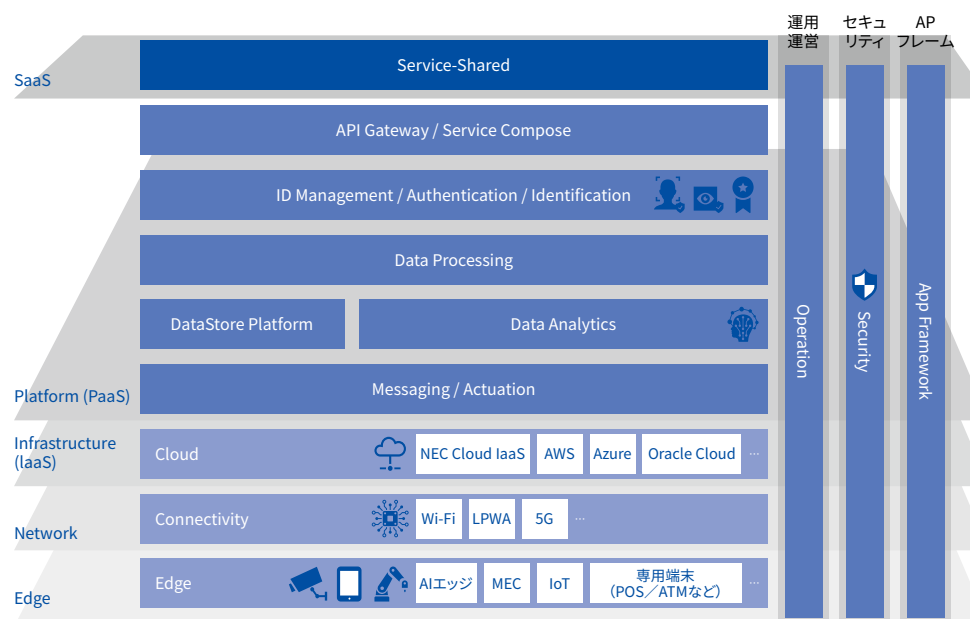 運用
運営
セキュ
リティ
AP
フレーム
SaaS
Service-Shared
API Gateway / Service Compose
ID Management / Authentication / Identification
Data Processing
DataStore Platform
Data Analytics
Platform (PaaS)
Messaging / Actuation
Infrastructure
(IaaS)
Cloud
NEC Cloud IaaS
AWS
Azure
Oracle Cloud
…
Network
Connectivity
Wi-Fi
LPWA
5G
…
Edge
Edge
AIエッジ
MEC
IoT
専用端末
（POS／ATMなど）
…
Operation
Security
App Framework